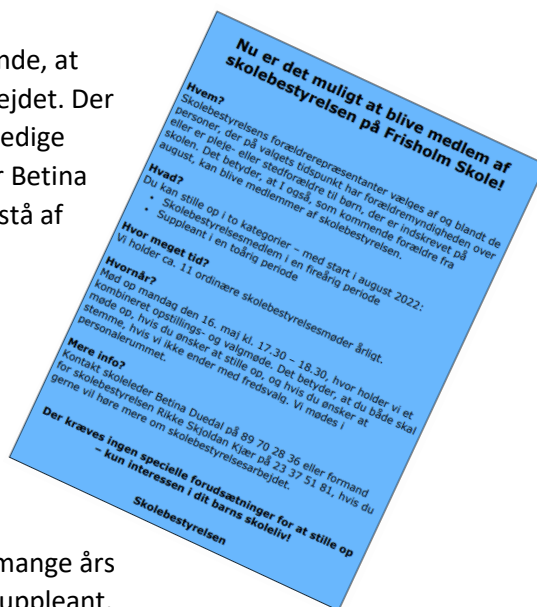 nde, at
ejdet. Der
edige
r Betina
stå af
Nu er det muligt at blive medlem af
skolebestyrelsen på Frisholm Skole!
Hvem?
Skolebestyrelsens forældrerepræsentanter vælges af og blandt de
personer, der på valgets tidspunkt har forældremyndigheden over
eller er pleje- eller stedforældre til børn, der er indskrevet på
skolen. Det betyder, at I også, som kommende forældre fra
august, kan blive medlemmer af skolebestyrelsen.
Hvad?
Du kan stille op i to kategorier – med start i august 2022:
• Skolebestyrelsesmedlem i en fireårig periode
• Suppleant i en toårig periode
Hvor meget tid?
Vi holder ca. 11 ordinære skolebestyrelsesmøder årligt.
Hvornår?
Mød op mandag den 16. maj kl. 17.30 – 18.30, hvor holder vi et
kombineret opstillings- og valgmøde. Det betyder, at du både skal
møde op, hvis du ønsker at stille op, og hvis du ønsker at
stemme, hvis vi ikke ender med fredsvalg. Vi mødes i
personalerummet.
Mere info?
Kontakt skoleleder Betina Duedal på 89 70 28 36 eller formand
for skolebestyrelsen Rikke Skjoldan Kjær på 23 37 51 81, hvis du
gerne vil høre mere om skolebestyrelsesarbejdet.
Der kræves ingen specielle forudsætninger for at stille op
– kun interessen i dit barns skoleliv!
Skolebestyrelsen
mange års
uppleant.